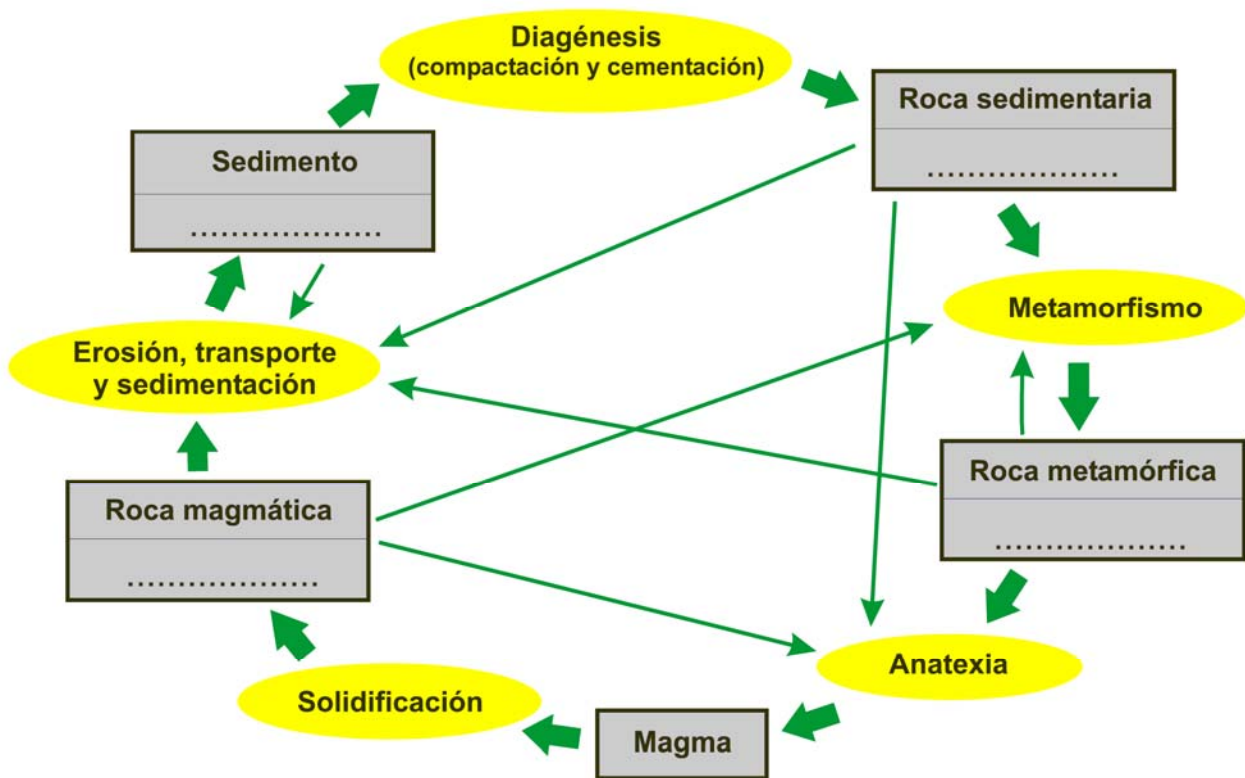 Diagénesis
(compactación y cementación)
Roca sedimentaria
...................
Sedimento
...................
Metamorfismo
Erosión, transporte
y sedimentación
Roca metamórfica
...................
Roca magmática
...................
Anatexia
Solidificación
Magma